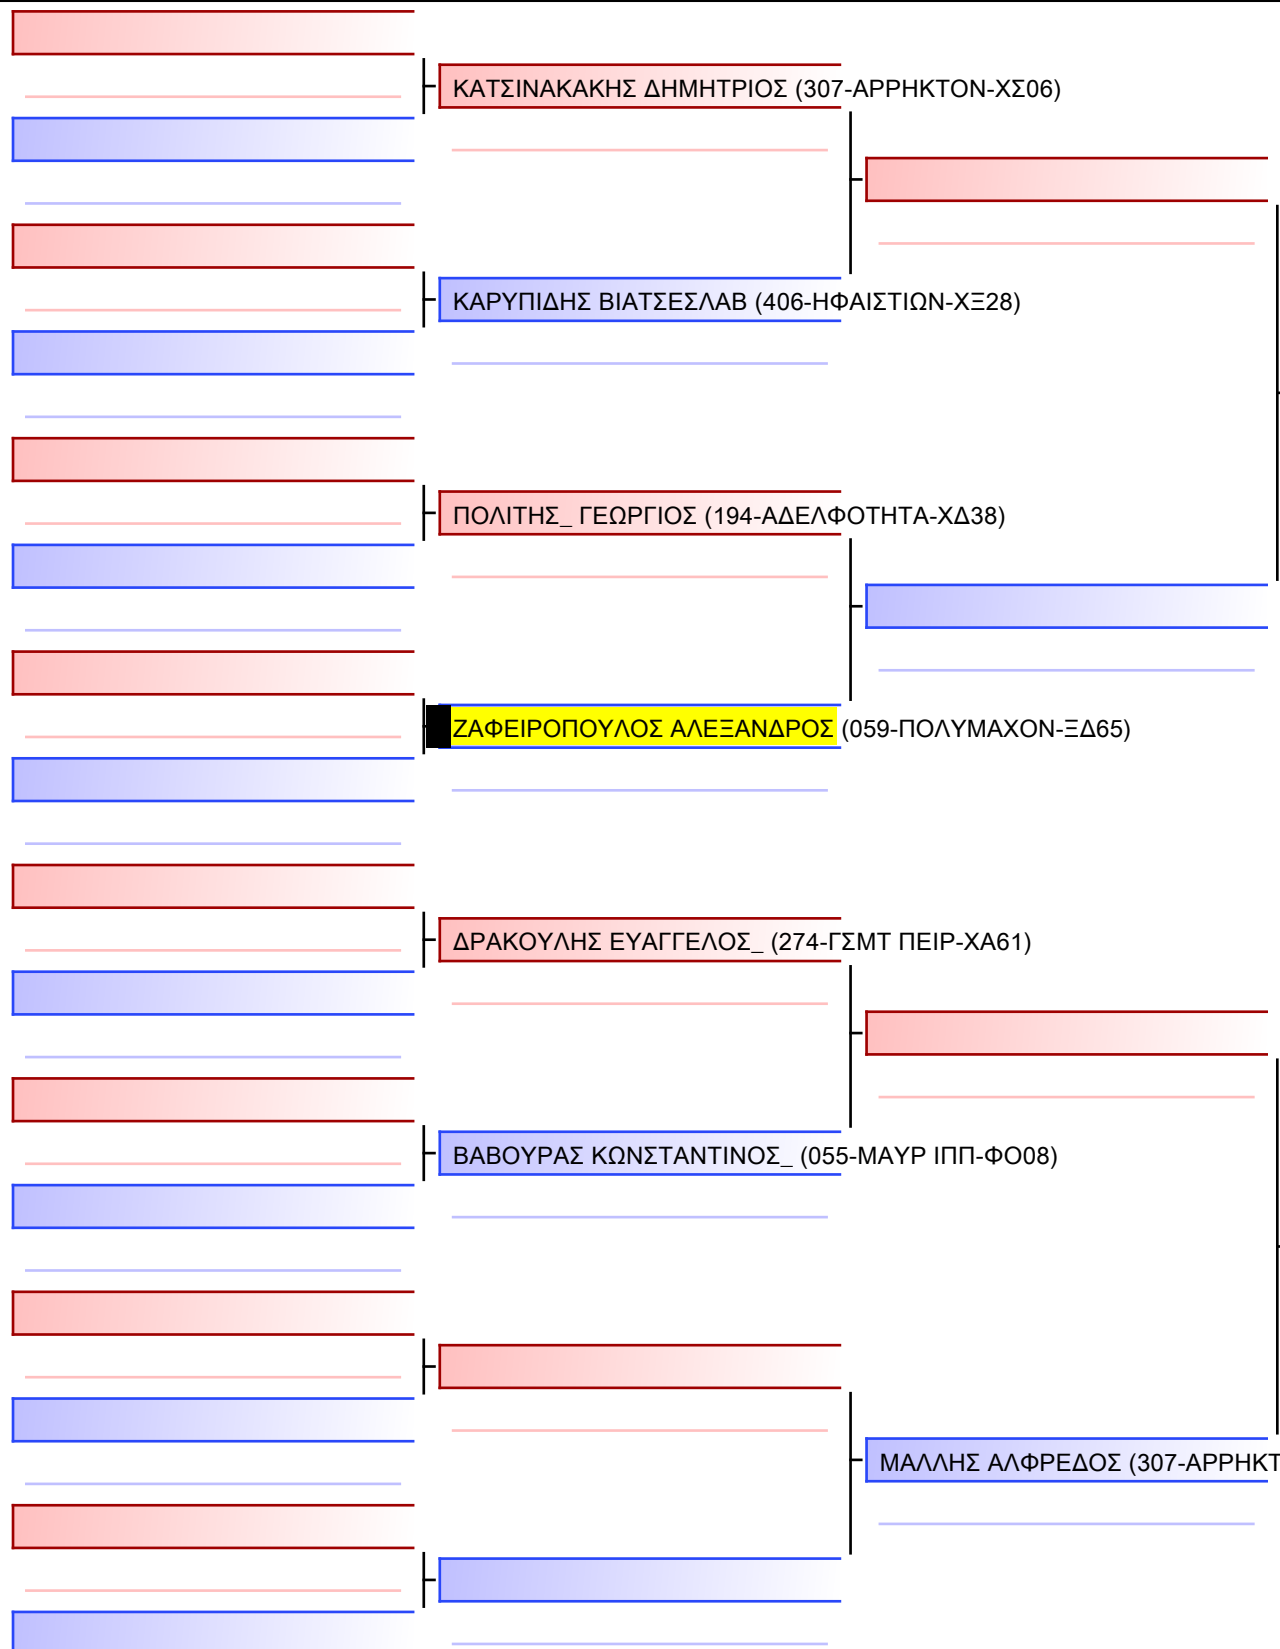 ΚΑΤΣΙΝΑΚΑΚΗΣ ΔΗΜΗΤΡΙΟΣ (307-ΑΡΡΗΚΤΟΝ-ΧΣ06)
ΚΑΡΥΠΙΔΗΣ ΒΙΑΤΣΕΣΛΑΒ (406-ΗΦΑΙΣΤΙΩΝ-ΧΞ28)
ΠΟΛΙΤΗΣ_ ΓΕΩΡΓΙΟΣ (194-ΑΔΕΛΦΟΤΗΤΑ-ΧΔ38)
ΖΑΦΕΙΡΟΠΟΥΛΟΣ ΑΛΕΞΑΝΔΡΟΣ (059-ΠΟΛΥΜΑΧΟΝ-ΞΔ65)
ΔΡΑΚΟΥΛΗΣ ΕΥΑΓΓΕΛΟΣ_ (274-ΓΣΜΤ ΠΕΙΡ-ΧΑ61)
ΒΑΒΟΥΡΑΣ ΚΩΝΣΤΑΝΤΙΝΟΣ_ (055-ΜΑΥΡ ΙΠΠ-ΦΟ08)
ΜΑΛΛΗΣ ΑΛΦΡΕΔΟΣ (307-ΑΡΡΗΚΤ